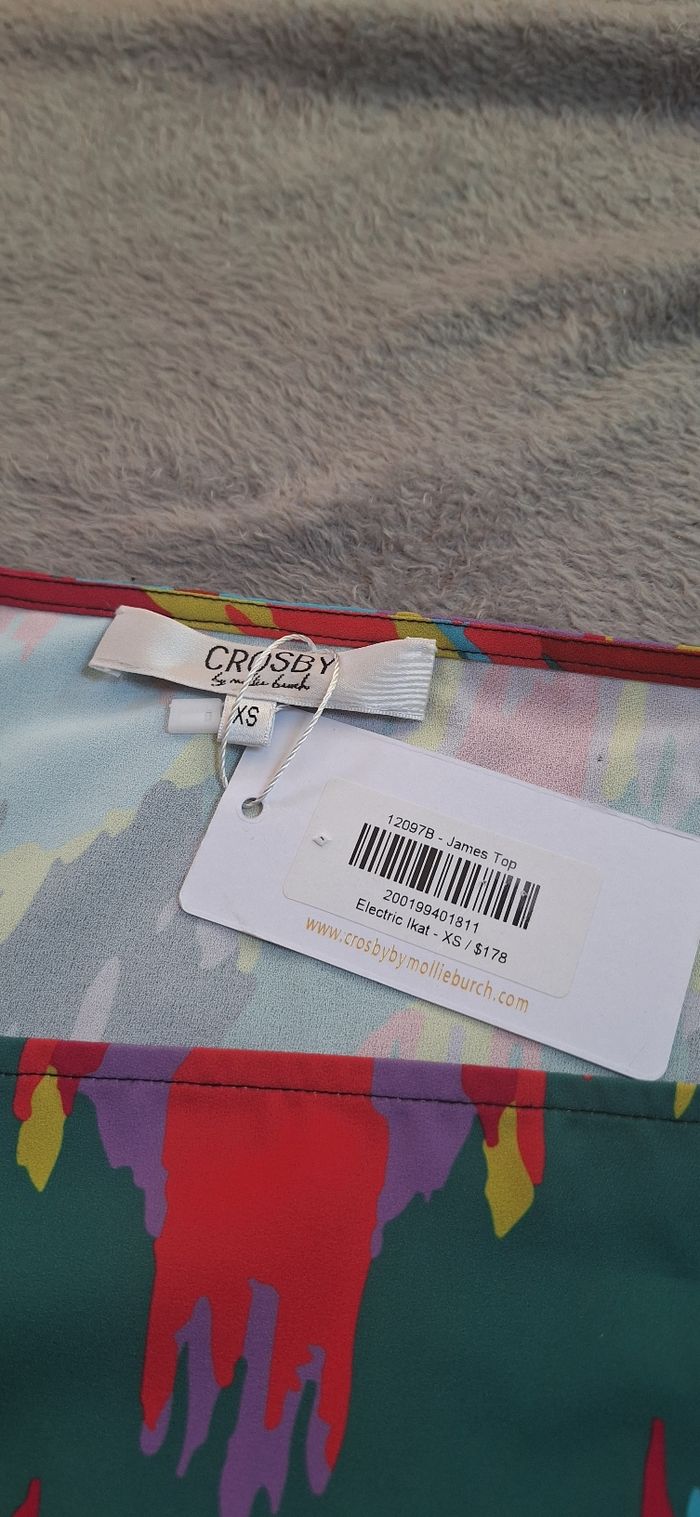 CROSBY
by mollie burch
XS
12097B - James Top
200199401811
Electric Ikat - XS / $178
www.crosbybymollieburch.com